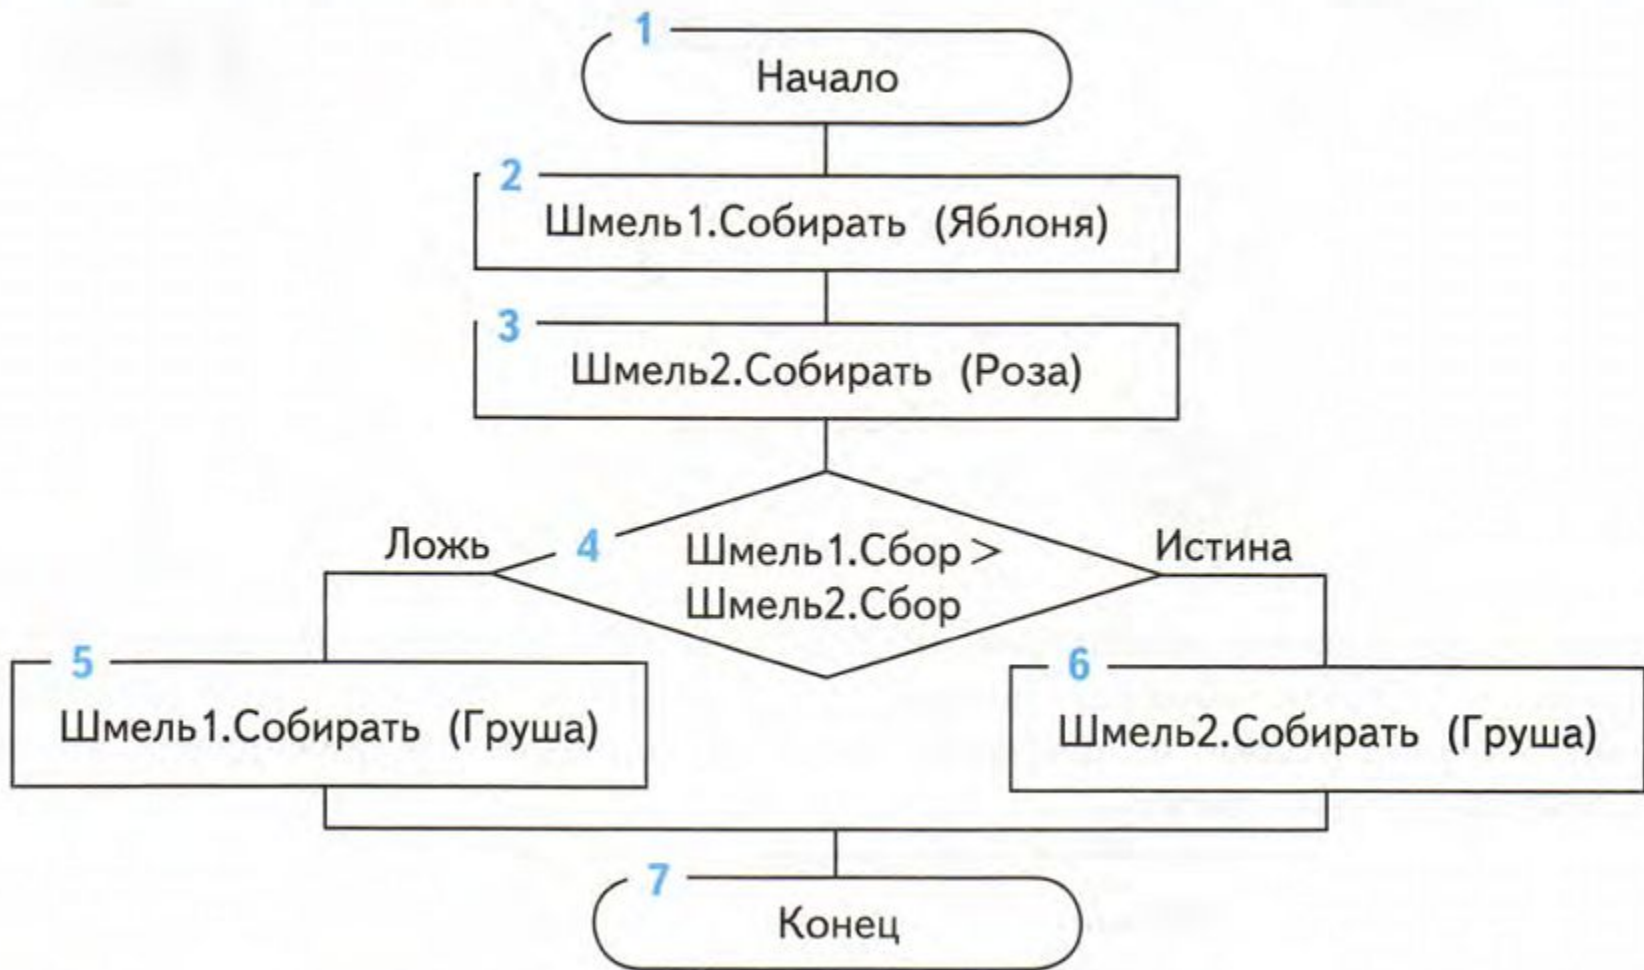 1
Начало
2
Шмель1.Собирать (Яблоня)
3
Шмель2.Собирать (Роза)
4
Ложь
Шмель1.Сбор >
Истина
Шмель2.Сбор
5
Шмель1.Собирать (Груша)
6
Шмель2.Собирать (Груша)
7
Конец